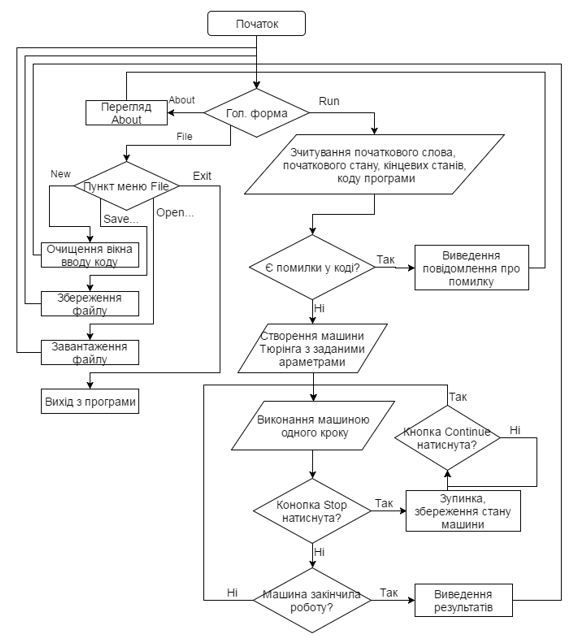 Початок
About
Перегляд
About
Гол. форма
Run
File
Зчитування початкового слова,
початкового стану, кінцевих станів,
коду програми
New
Пункт меню File
Exit
Save...
Open...
Очищення вікна
вводу коду
Є помилки у коді?
Так
Виведення
повідомлення про
помилку
Збереження
файлу
Ні
Створення машини
Тюрінга з заданими
араметрами
Завантаження
файлу
Вихід з програми
Так
Виконання машиною
одного кроку
Кнопка Continue
натиснута?
Ні
Конопка Stop
натиснута?
Так
Зупинка,
збереження стану
машини
Ні
Ні
Машина закінчила
роботу?
Так
Виведення
результатів